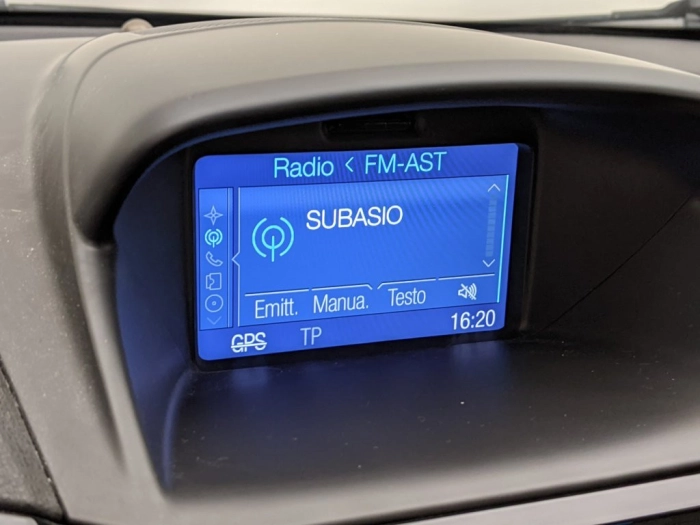 Radio < FM-AST
SUBASIO
Emitt. Manua. Testo
GPS TP 16:20